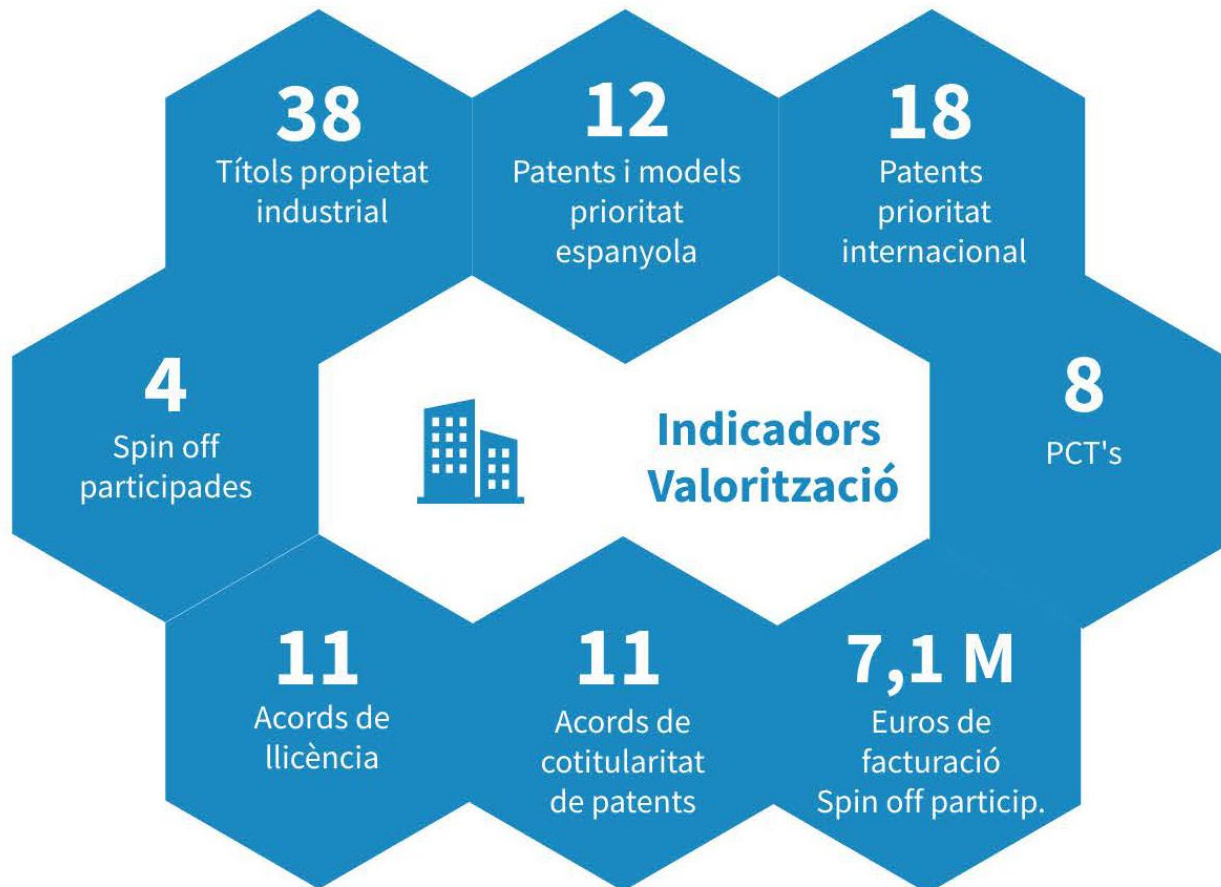 38
Títols propietat
industrial
12
Patents i models
prioritat
espanyola
18
Patents
prioritat
internacional
4
Spin off
participades
Indicadors
Valorització
8
PCT's
11
Acords de
llicència
11
Acords de
cotitularitat
de patents
7,1 M
Euros de
facturació
Spin off particip.